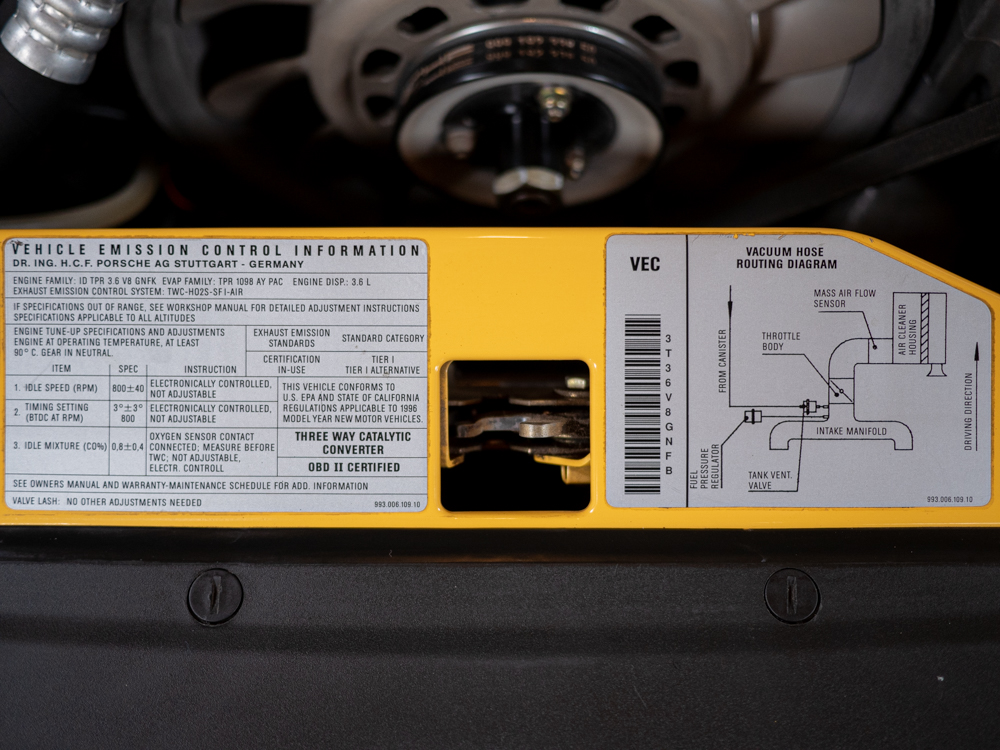 VEHICLE EMISSION CONTROL INFORMATION
DR. ING. H.C.F. PORSCHE AG STUTTGART - GERMANY
ENGINE FAMILY: ID TPR 3.6 V8 GNFK EVAP FAMILY: TPR 1098 AY PAC ENGINE DISP.: 3.6 L
EXHAUST EMISSION CONTROL SYSTEM: TWC-HO2S-SFI-AIR
IF SPECIFICATIONS OUT OF RANGE, SEE WORKSHOP MANUAL FOR DETAILED ADJUSTMENT INSTRUCTIONS
SPECIFICATIONS APPLICABLE TO ALL ALTITUDES
ENGINE TUNE-UP SPECIFICATIONS AND ADJUSTMENTS
ENGINE AT OPERATING TEMPERATURE, AT LEAST
90° C. GEAR IN NEUTRAL.
EXHAUST EMISSION STANDARDS
STANDARD CATEGORY
CERTIFICATION
IN-USE
TIER I
TIER I ALTERNATIVE
ITEM SPEC INSTRUCTION
1. IDLE SPEED (RPM) 800±40 ELECTRONICALLY CONTROLLED,
NOT ADJUSTABLE
2. TIMING SETTING
(BTDC AT RPM)
3°±3°
800
ELECTRONICALLY CONTROLLED,
NOT ADJUSTABLE
3. IDLE MIXTURE (CO%) 0,8±0,4
OXYGEN SENSOR CONTACT
CONNECTED; MEASURE BEFORE
TWC; NOT ADJUSTABLE,
ELECTR. CONTROLL
THIS VEHICLE CONFORMS TO
U.S. EPA AND STATE OF CALIFORNIA
REGULATIONS APPLICABLE TO 1996
MODEL YEAR NEW MOTOR VEHICLES.
THREE WAY CATALYTIC
CONVERTER
OBD II CERTIFIED
SEE OWNERS MANUAL AND WARRANTY-MAINTENANCE SCHEDULE FOR ADD. INFORMATION
VALVE LASH: NO OTHER ADJUSTMENTS NEEDED
993.006.109.10
VEC
3T36V8GNFB
VACUUM HOSE
ROUTING DIAGRAM
MASS AIR FLOW
SENSOR
AIR CLEANER
HOUSING
THROTTLE
BODY
FROM CANISTER
DRIVING DIRECTION
INTAKE MANIFOLD
FUEL
PRESSURE
REGULATOR
TANK VENT.
VALVE
993.006.109.10